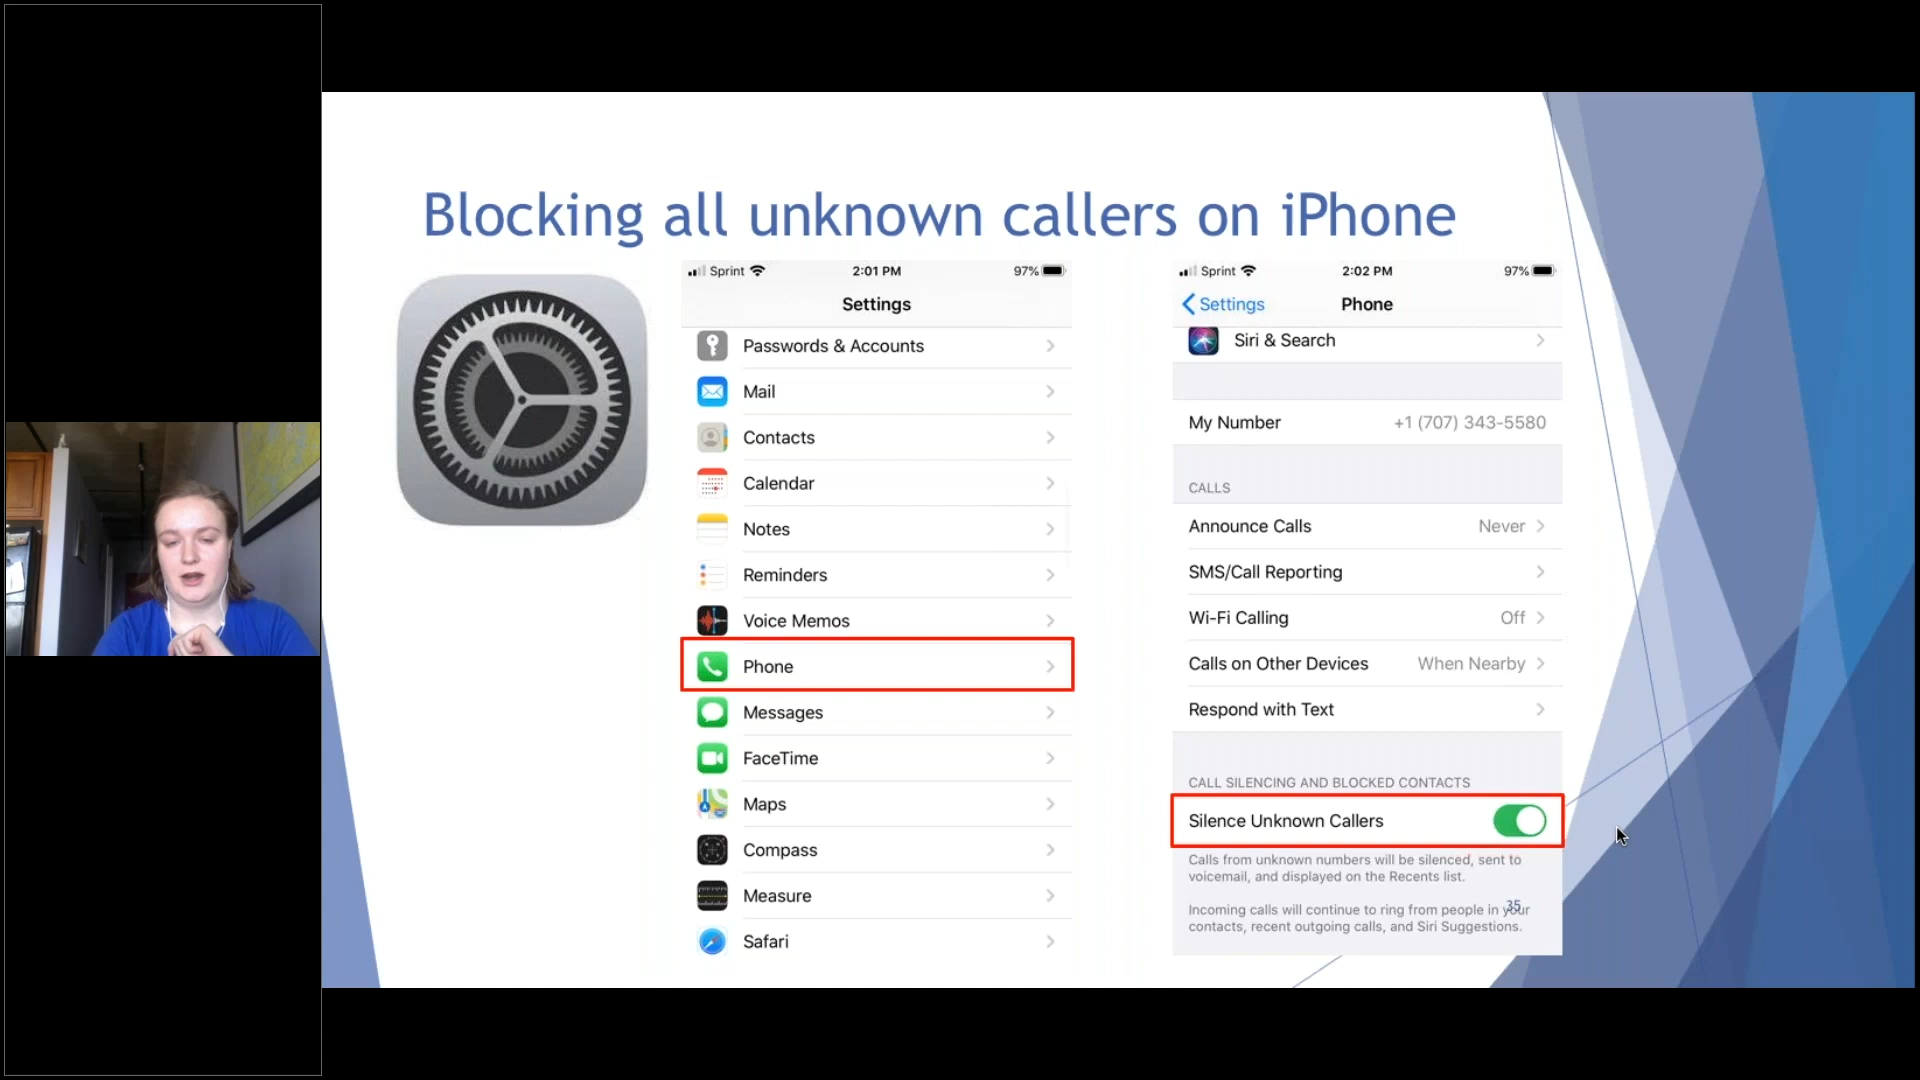 Blocking all unknown callers on iPhone
Sprint 2:01 PM 97%
Settings
Passwords & Accounts
Mail
Contacts
Calendar
Notes
Reminders
Voice Memos
Phone
Messages
FaceTime
Maps
Compass
Measure
Safari
Sprint 2:02 PM 97%
Settings Phone
Siri & Search
My Number +1 (707) 343-5580
CALLS
Announce Calls Never
SMS/Call Reporting
Wi-Fi Calling Off
Calls on Other Devices When Nearby
Respond with Text
CALL SILENCING AND BLOCKED CONTACTS
Silence Unknown Callers
Calls from unknown numbers will be silenced, sent to
voicemail, and displayed on the Recents list.
Incoming calls will continue to ring from people in your
contacts, recent outgoing calls, and Siri Suggestions.
35